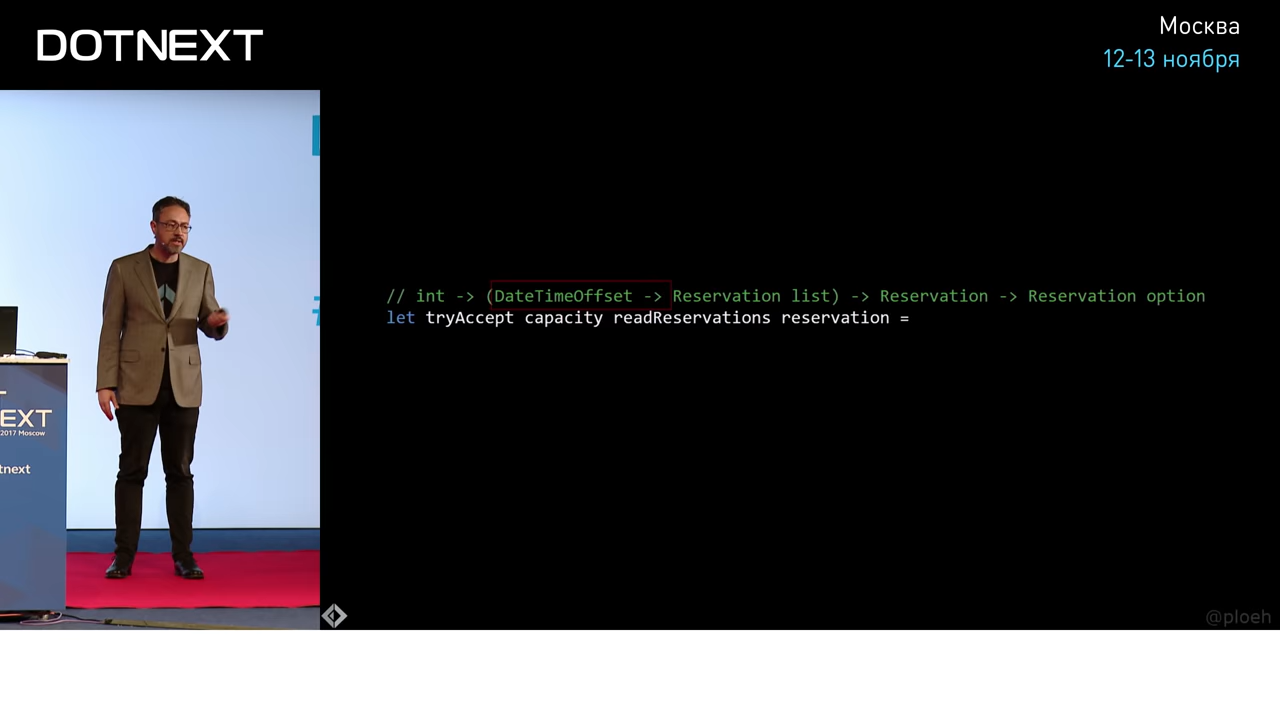 DOTNEXT
Москва
12-13 ноября
EXT
2017 Moscow
tnext
// int -> (DateTimeOffset -> Reservation list) -> Reservation -> Reservation option
let tryAccept capacity readReservations reservation =
@ploeh